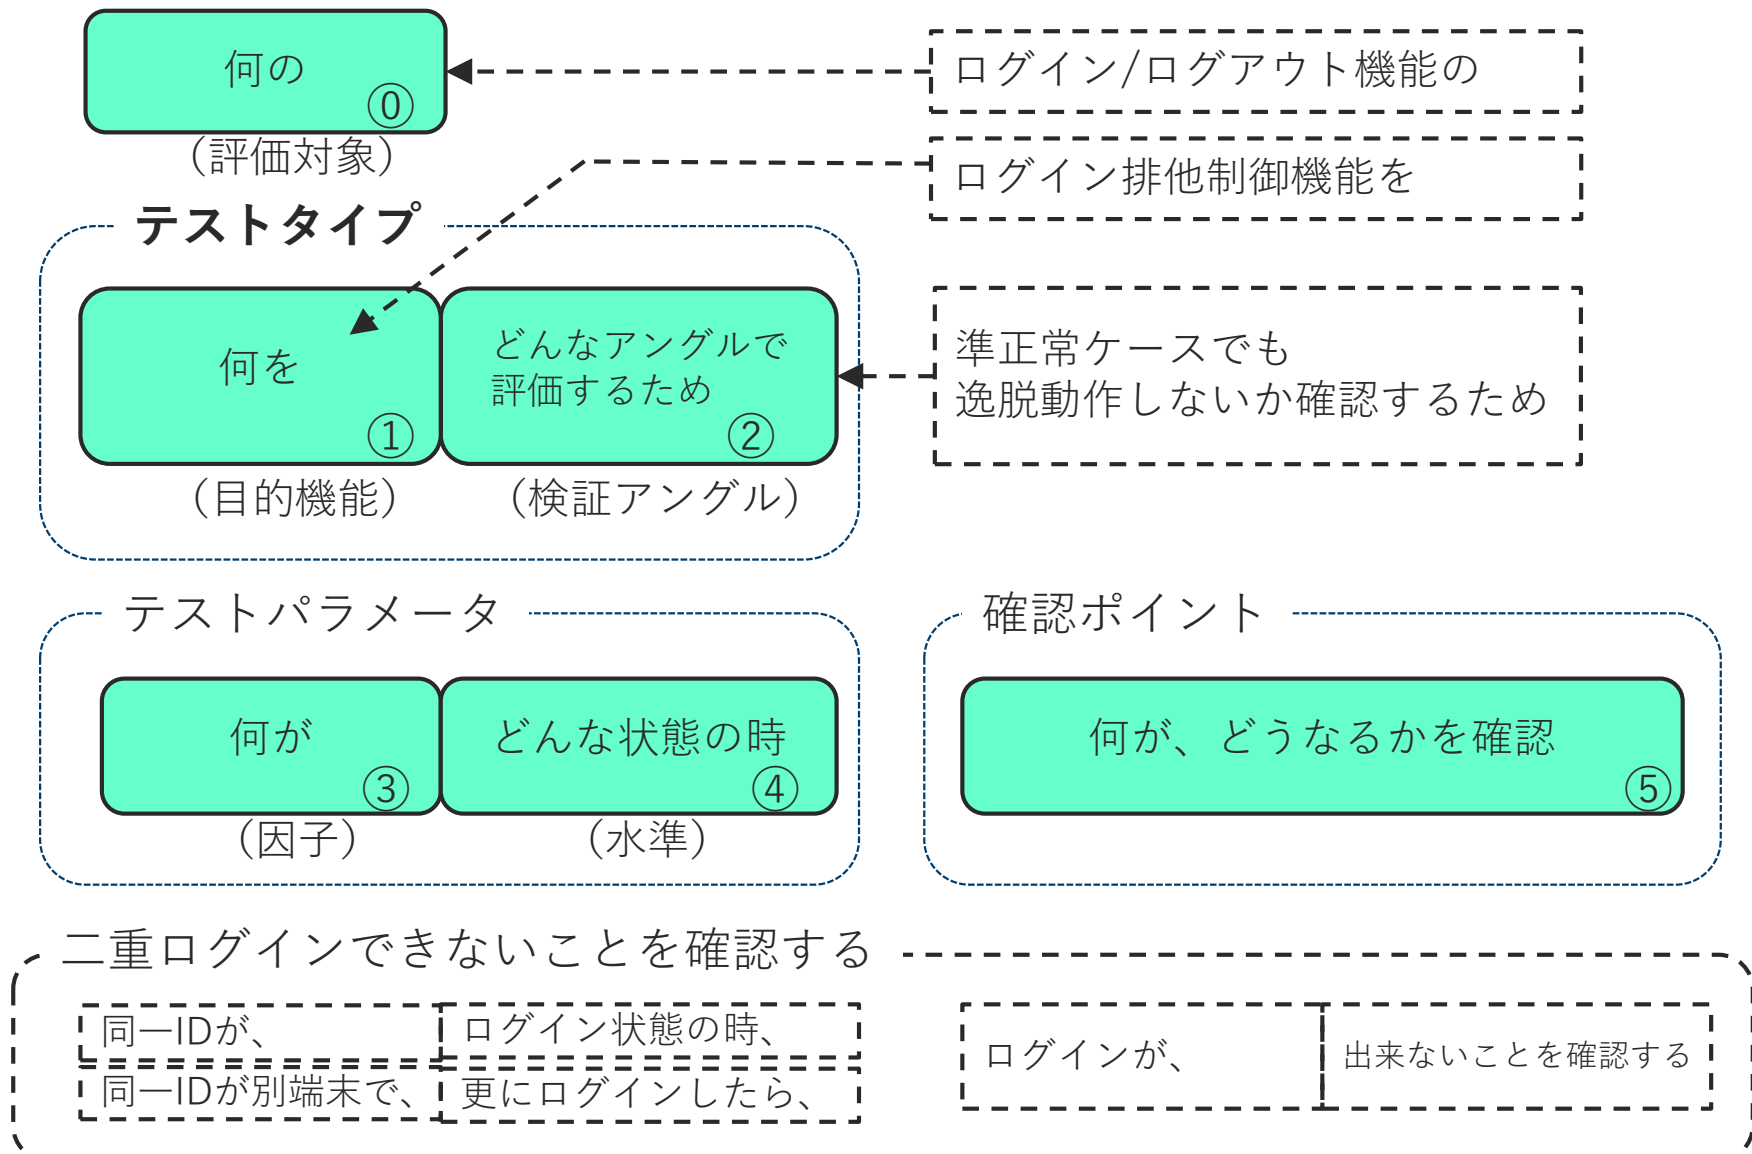 何の
⓪
（評価対象）
ログイン/ログアウト機能の
ログイン排他制御機能を
テストタイプ
何を
①
（目的機能）
どんなアングルで
評価するため
②
（検証アングル）
準正常ケースでも
逸脱動作しないか確認するため
テストパラメータ
何が
③
（因子）
どんな状態の時
④
（水準）
確認ポイント
何が、どうなるかを確認
⑤
二重ログインできないことを確認する
同一IDが、
ログイン状態の時、
同一IDが別端末で、
更にログインしたら、
ログインが、
出来ないことを確認する